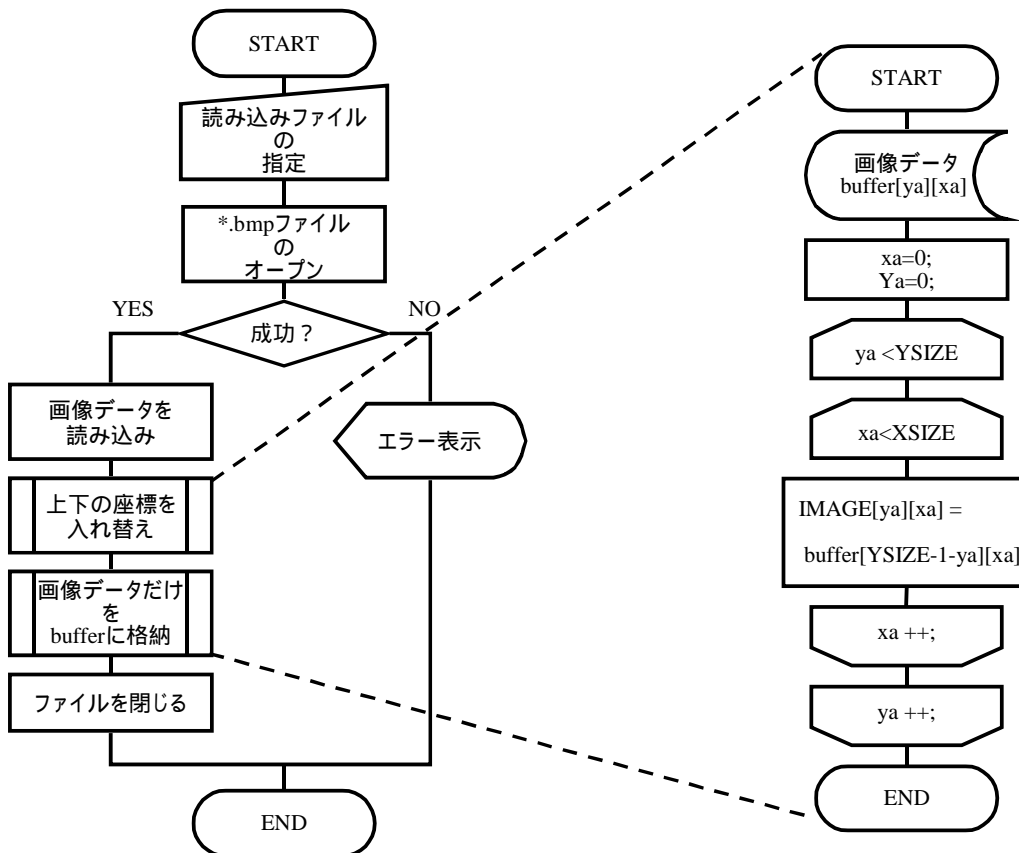 START
読み込みファイル
の
指定
*.bmpファイル
の
オープン
YES
NO
成功？
画像データを
読み込み
エラー表示
上下の座標を
入れ替え
画像データだけ
を
bufferに格納
ファイルを閉じる
END
START
画像データ
buffer[ya][xa]
xa=0;
Ya=0;
ya <YSIZE
xa<XSIZE
IMAGE[ya][xa] =
buffer[YSIZE-1-ya][xa]
xa ++;
ya ++;
END